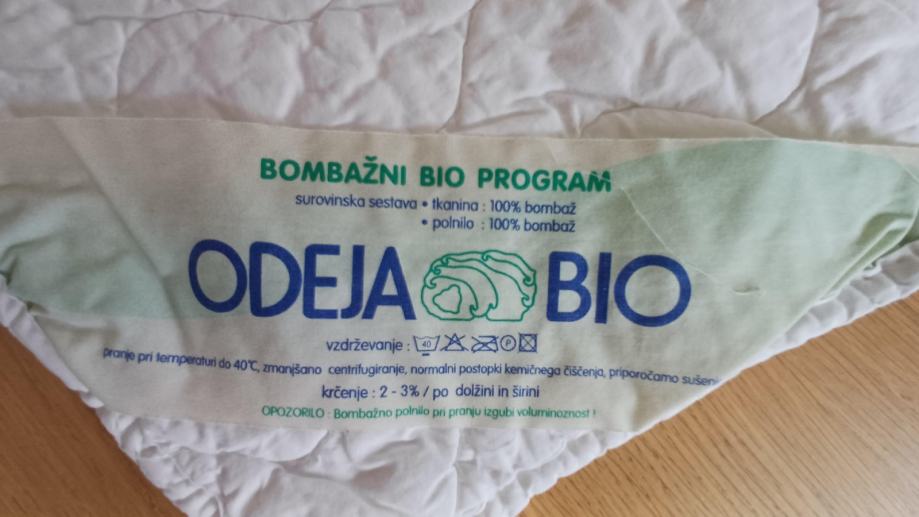 BOMBAŽNI BIO PROGRAM
surovinska sestava • tkanina : 100% bombaž
• polnilo : 100% bombaž
ODEJA BIO
vzdrževanje : 40 P
pranje pri temperaturi do 40°C, zmanjšano centrifugiranje, normalni postopki kemičnega čiščenja, priporočamo sušen
krčenje : 2 - 3% / po dolžini in širini
OPOZORILO : Bombažno polnilo pri pranju izgubi voluminoznost !